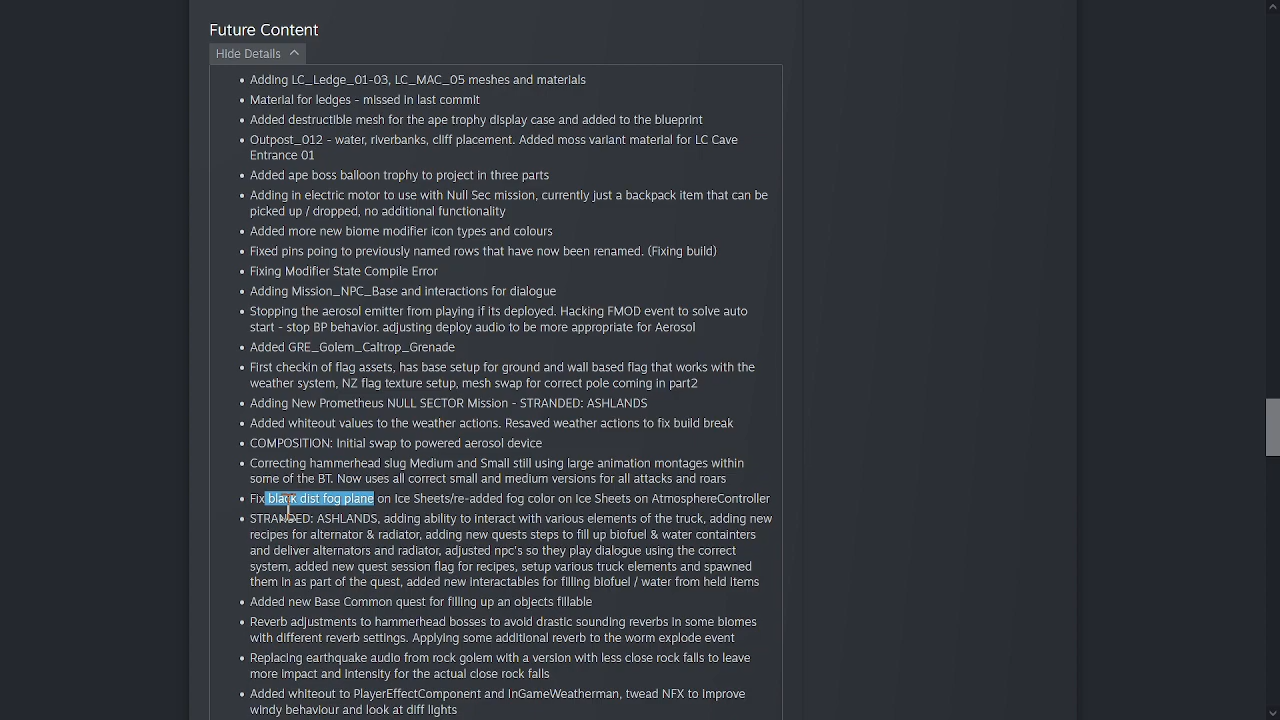 Future Content
Hide Details
• Adding LC_Ledge_01-03, LC_MAC_05 meshes and materials
• Material for ledges - missed in last commit
• Added destructible mesh for the ape trophy display case and added to the blueprint
• Outpost_012 - water, riverbanks, cliff placement. Added moss variant material for LC Cave
Entrance 01
• Added ape boss balloon trophy to project in three parts
• Adding in electric motor to use with Null Sec mission, currently just a backpack item that can be
picked up / dropped, no additional functionality
• Added more new biome modifier icon types and colours
• Fixed pins poing to previously named rows that have now been renamed. (Fixing build)
• Fixing Modifier State Compile Error
• Adding Mission_NPC_Base and interactions for dialogue
• Stopping the aerosol emitter from playing if its deployed. Hacking FMOD event to solve auto
start - stop BP behavior. adjusting deploy audio to be more appropriate for Aerosol
• Added GRE_Golem_Caltrop_Grenade
• First checkin of flag assets, has base setup for ground and wall based flag that works with the
weather system, NZ flag texture setup, mesh swap for correct pole coming in part2
• Adding New Prometheus NULL SECTOR Mission - STRANDED: ASHLANDS
• Added whiteout values to the weather actions. Resaved weather actions to fix build break
• COMPOSITION: Initial swap to powered aerosol device
• Correcting hammerhead slug Medium and Small still using large animation montages within
some of the BT. Now uses all correct small and medium versions for all attacks and roars
• Fix black dist fog plane on Ice Sheets/re-added fog color on Ice Sheets on AtmosphereController
• STRANDED: ASHLANDS, adding ability to interact with various elements of the truck, adding new
recipes for alternator & radiator, adding new quests steps to fill up biofuel & water containters
and deliver alternators and radiator, adjusted npc's so they play dialogue using the correct
system, added new quest session flag for recipes, setup various truck elements and spawned
them in as part of the quest, added new interactables for filling biofuel / water from held items
• Added new Base Common quest for filling up an objects fillable
• Reverb adjustments to hammerhead bosses to avoid drastic sounding reverbs in some biomes
with different reverb settings. Applying some additional reverb to the worm explode event
• Replacing earthquake audio from rock golem with a version with less close rock falls to leave
more impact and intensity for the actual close rock falls
• Added whiteout to PlayerEffectComponent and InGameWeatherman, twead NFX to improve
windy behaviour and look at diff lights